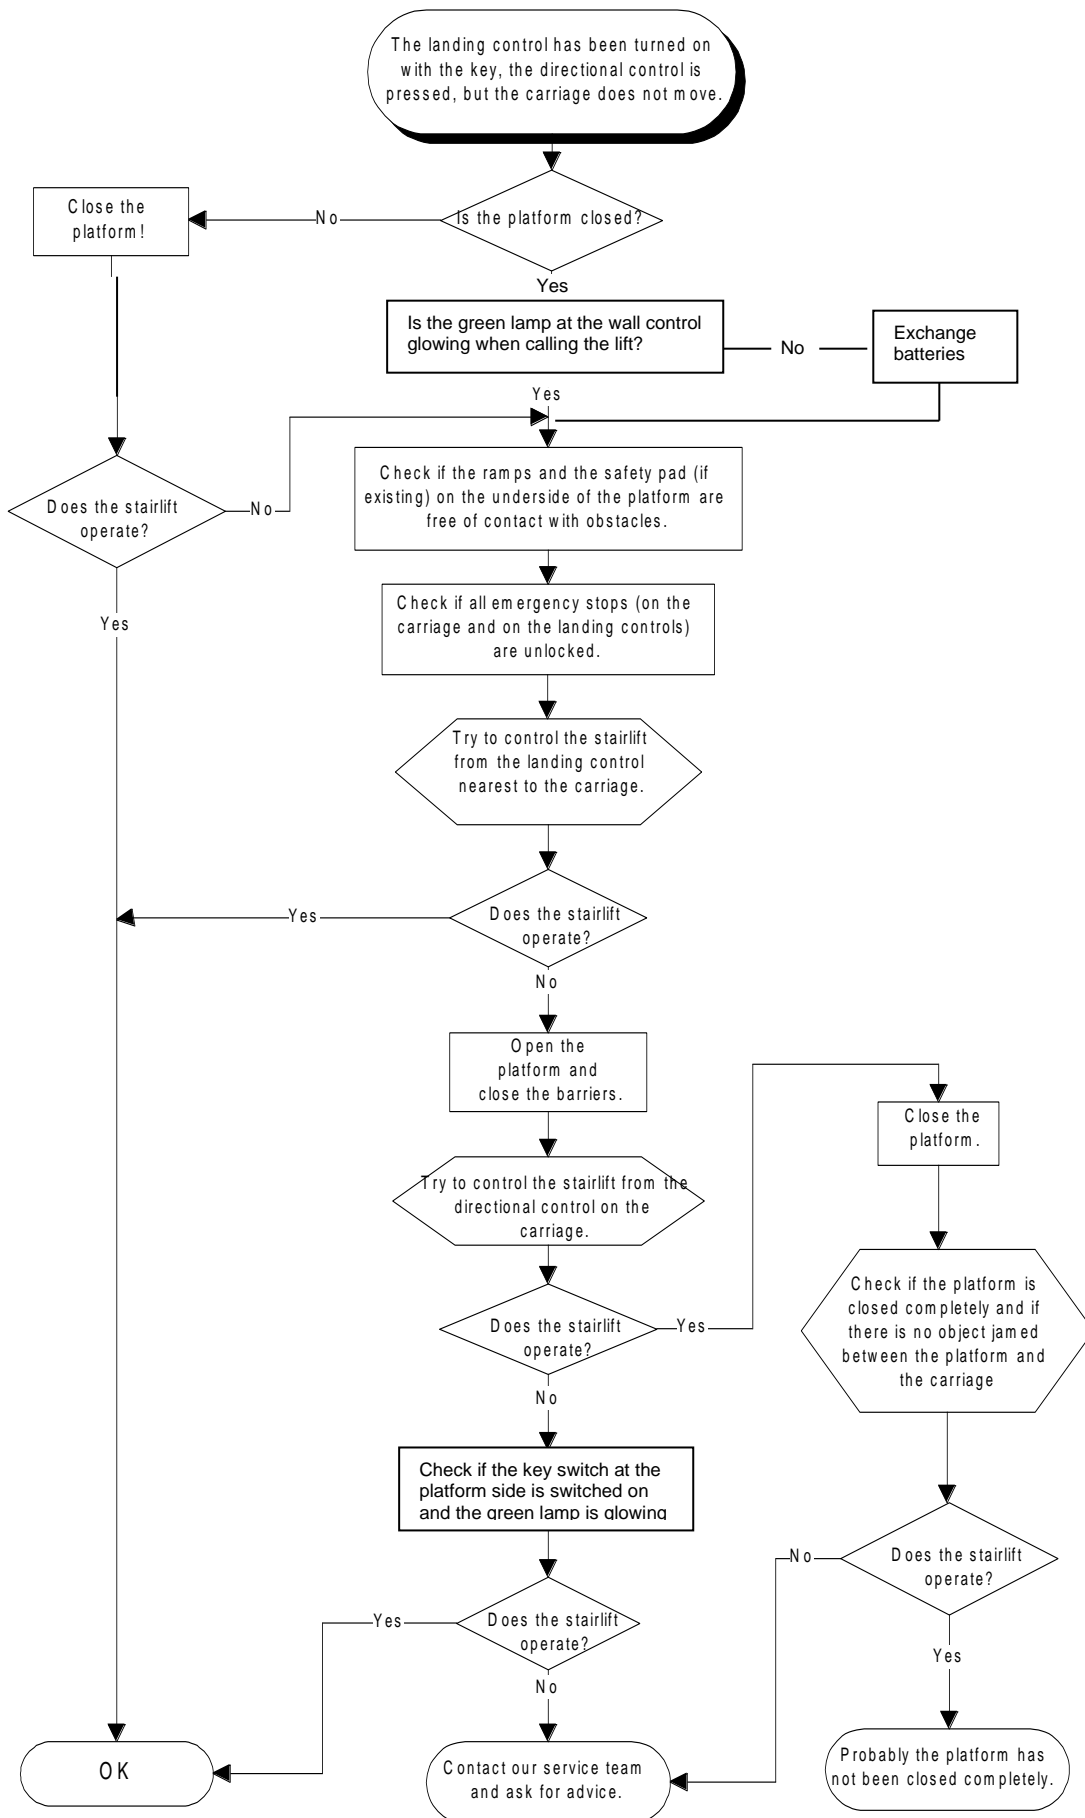 The landing control has been turned on
with the key, the directional control is
pressed, but the carriage does not move.
Close the
platform!
No
Is the platform closed?
Yes
Is the green lamp at the wall control
glowing when calling the lift?
No
Exchange
batteries
Yes
Check if the ramps and the safety pad (if
existing) on the underside of the platform are
free of contact with obstacles.
Does the stairlift
operate?
No
Check if all emergency stops (on the
carriage and on the landing controls)
are unlocked.
Yes
Try to control the stairlift
from the landing control
nearest to the carriage.
Yes
Does the stairlift
operate?
No
Open the
platform and
close the barriers.
Close the
platform.
Try to control the stairlift from the
directional control on the
carriage.
Check if the platform is
closed completely and if
there is no object jamed
between the platform and
the carriage
Does the stairlift
operate?
Yes
No
Check if the key switch at the
platform side is switched on
and the green lamp is glowing
No
Does the stairlift
operate?
Yes
Does the stairlift
operate?
Yes
No
OK
Contact our service team
and ask for advice.
Probably the platform has
not been closed completely.